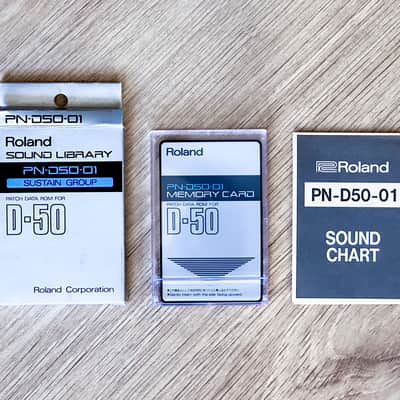 PN-D50-01
Roland
SOUND LIBRARY
PN-D50-01
SUSTAIN GROUP
PATCH DATA ROM FOR
D-50
Roland Corporation
Roland
PN-D50-01
MEMORY CARD
PATCH DATA ROM FOR
D-50
Roland
PN-D50-01
SOUND
CHART